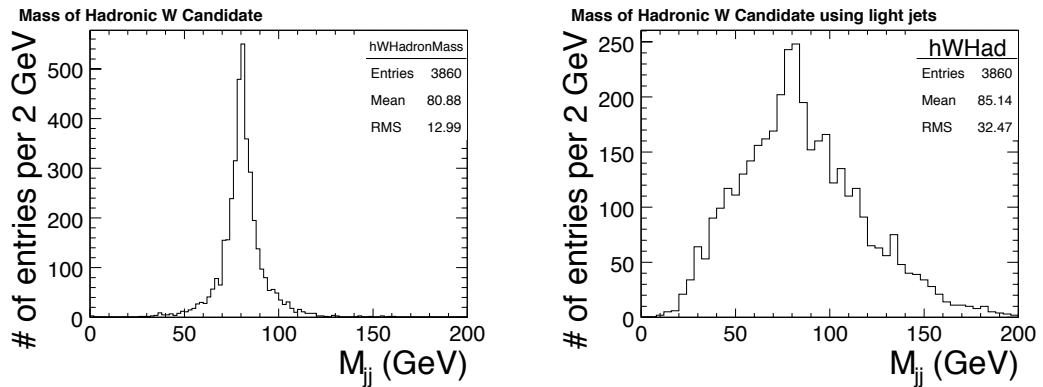 Mass of Hadronic W Candidate
hWHadronMass
Entries 3860
Mean 80.88
RMS 12.99
# of entries per 2 GeV
500
400
300
200
100
0
0 50 100 150 200
M_jj (GeV)
Mass of Hadronic W Candidate using light jets
hWHad
Entries 3860
Mean 85.14
RMS 32.47
# of entries per 2 GeV
250
200
150
100
50
0
0 50 100 150 200
M_jj (GeV)